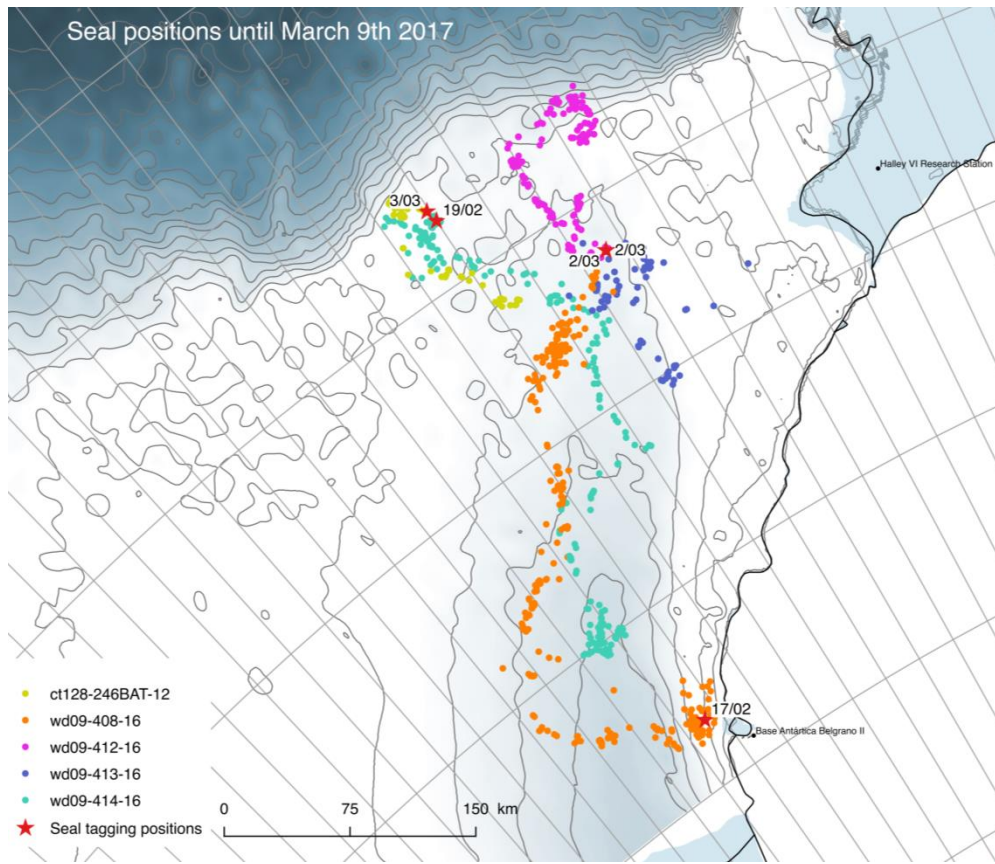 Seal positions until March 9th 2017
Halley VI Research Station
3/03
19/02
2/03
2/03
17/02
Base Antártica Belgrano II
ct128-246BAT-12
wd09-408-16
wd09-412-16
wd09-413-16
wd09-414-16
Seal tagging positions
0 75 150 km